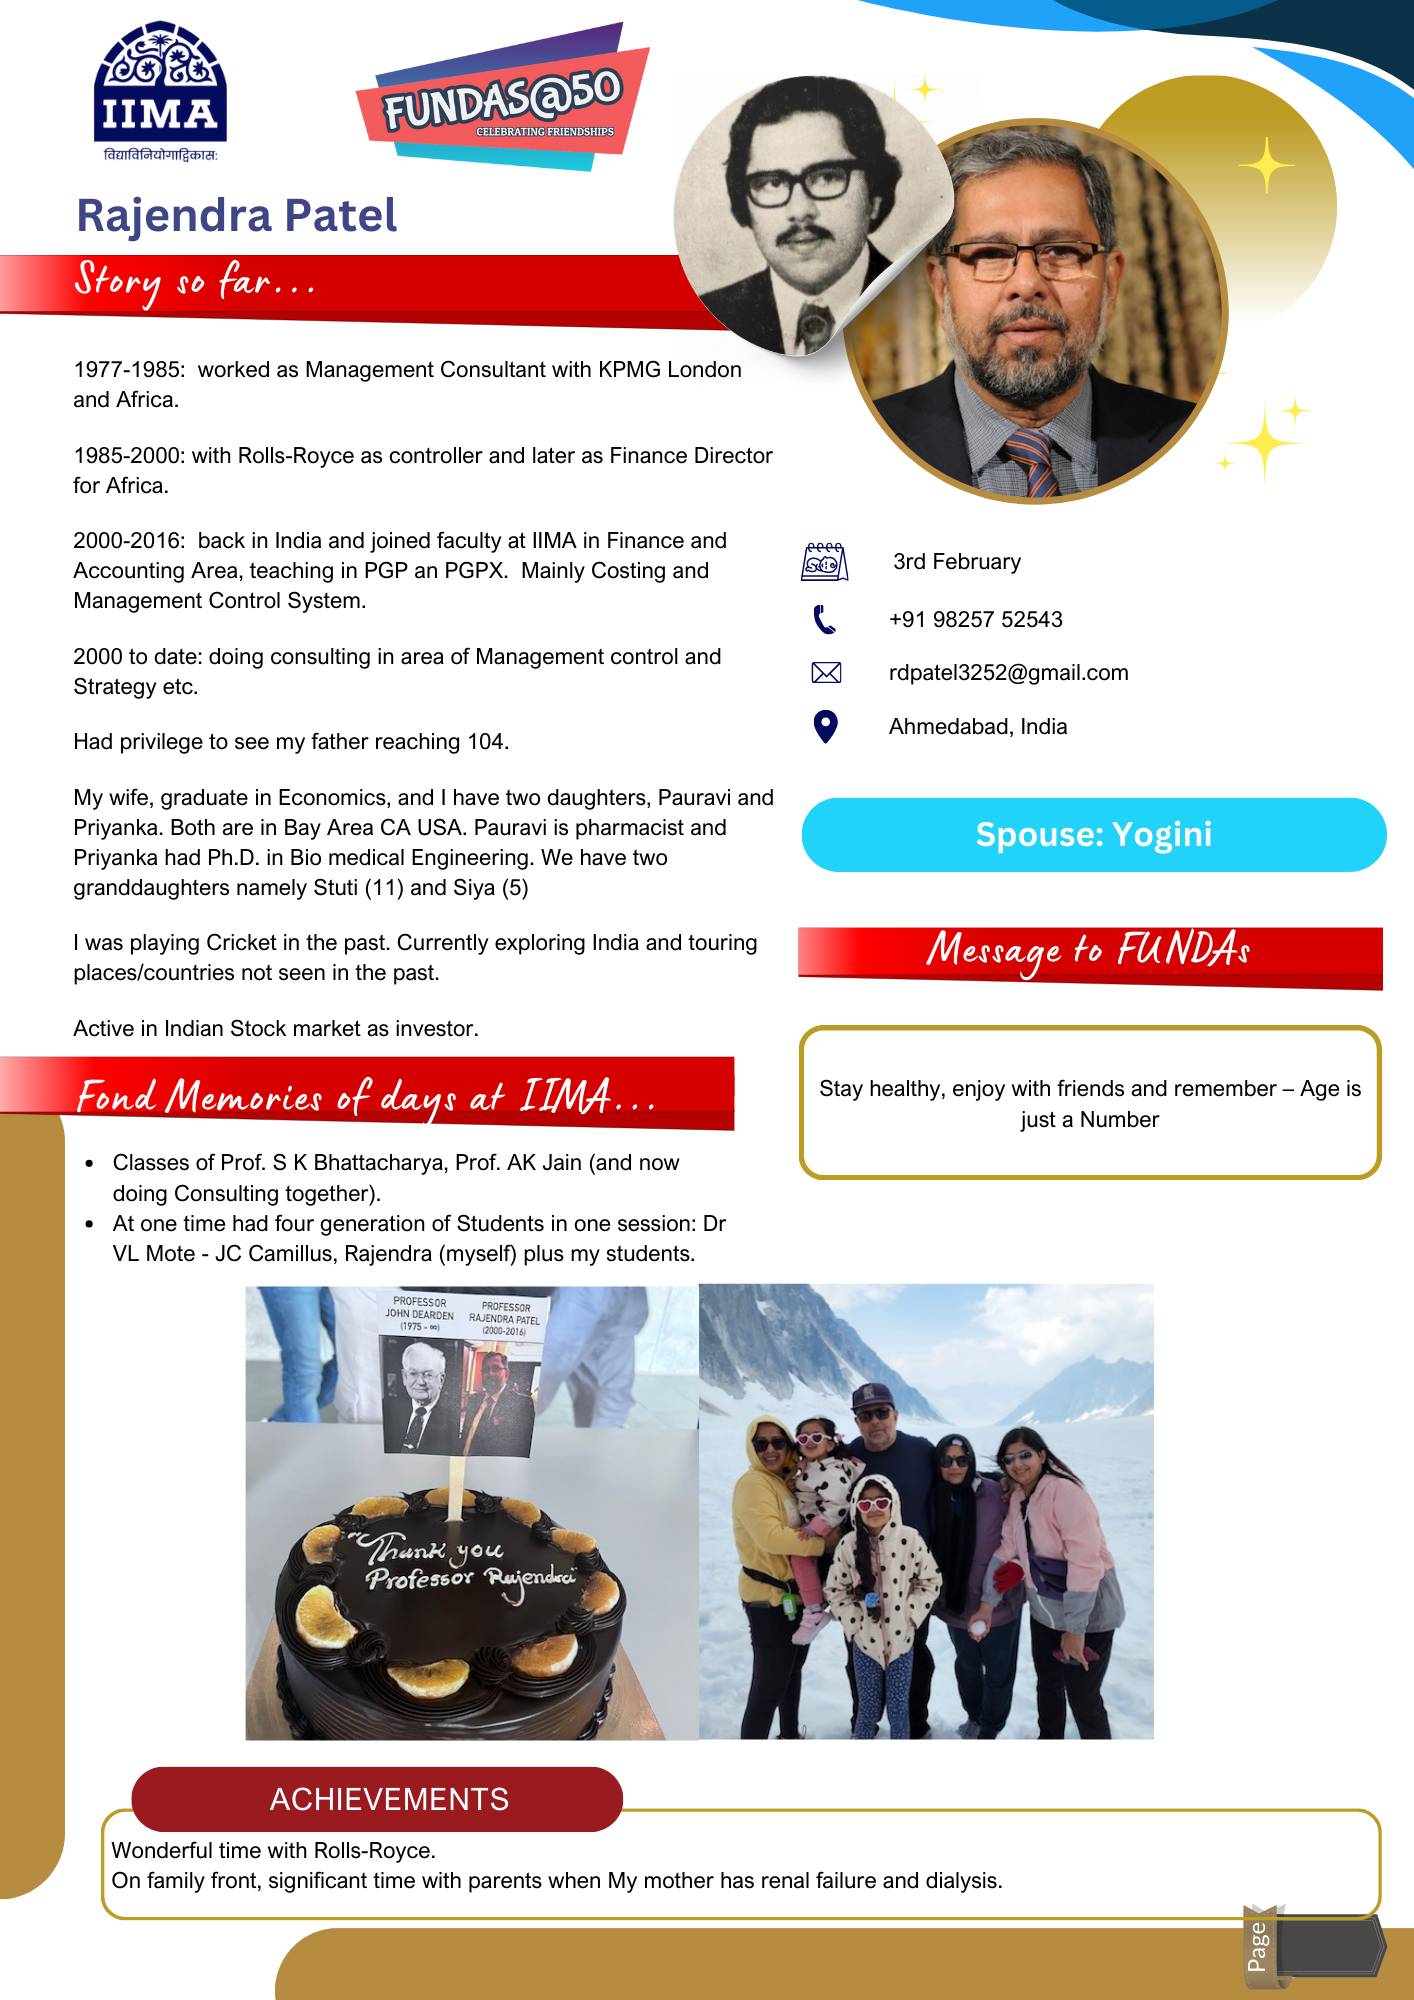 IIMA
विद्याविनियोगाद्विकास:
FUNDAS@50
CELEBRATING FRIENDSHIPS
Rajendra Patel
Story so far...
1977-1985:  worked as Management Consultant with KPMG London
and Africa.
1985-2000: with Rolls-Royce as controller and later as Finance Director
for Africa.
2000-2016:  back in India and joined faculty at IIMA in Finance and
Accounting Area, teaching in PGP an PGPX.  Mainly Costing and
Management Control System.
2000 to date: doing consulting in area of Management control and
Strategy etc.
Had privilege to see my father reaching 104.
My wife, graduate in Economics, and I have two daughters, Pauravi and
Priyanka. Both are in Bay Area CA USA. Pauravi is pharmacist and
Priyanka had Ph.D. in Bio medical Engineering. We have two
granddaughters namely Stuti (11) and Siya (5)
I was playing Cricket in the past. Currently exploring India and touring
places/countries not seen in the past.
Active in Indian Stock market as investor.
3rd February
+91 98257 52543
rdpatel3252@gmail.com
Ahmedabad, India
Spouse: Yogini
Message to FUNDAs
Stay healthy, enjoy with friends and remember – Age is
just a Number
Fond Memories of days at IIMA...
• Classes of Prof. S K Bhattacharya, Prof. AK Jain (and now
doing Consulting together).
• At one time had four generation of Students in one session: Dr
VL Mote - JC Camillus, Rajendra (myself) plus my students.
PROFESSOR
JOHN DEARDEN
(1975 - ∞)
PROFESSOR
RAJENDRA PATEL
(2000-2016)
"Thank you
Professor Rajendra"
ACHIEVEMENTS
Wonderful time with Rolls-Royce.
On family front, significant time with parents when My mother has renal failure and dialysis.
Page